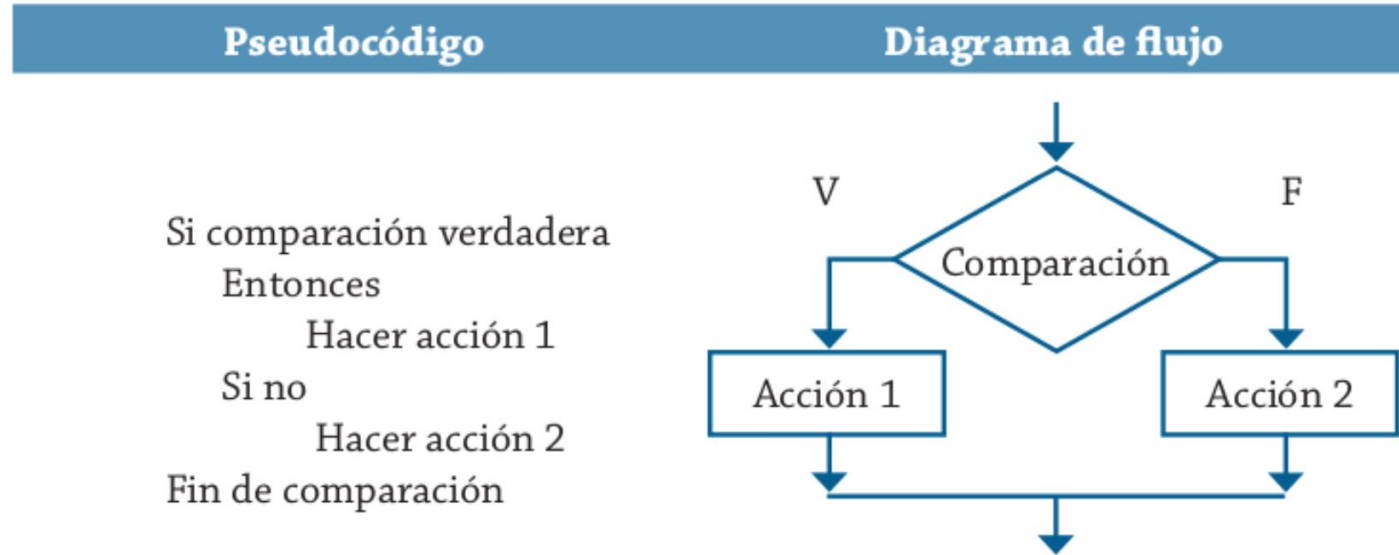 Pseudocódigo
Diagrama de flujo
Si comparación verdadera
Entonces
Hacer acción 1
Si no
Hacer acción 2
Fin de comparación
V
F
Comparación
Acción 1
Acción 2